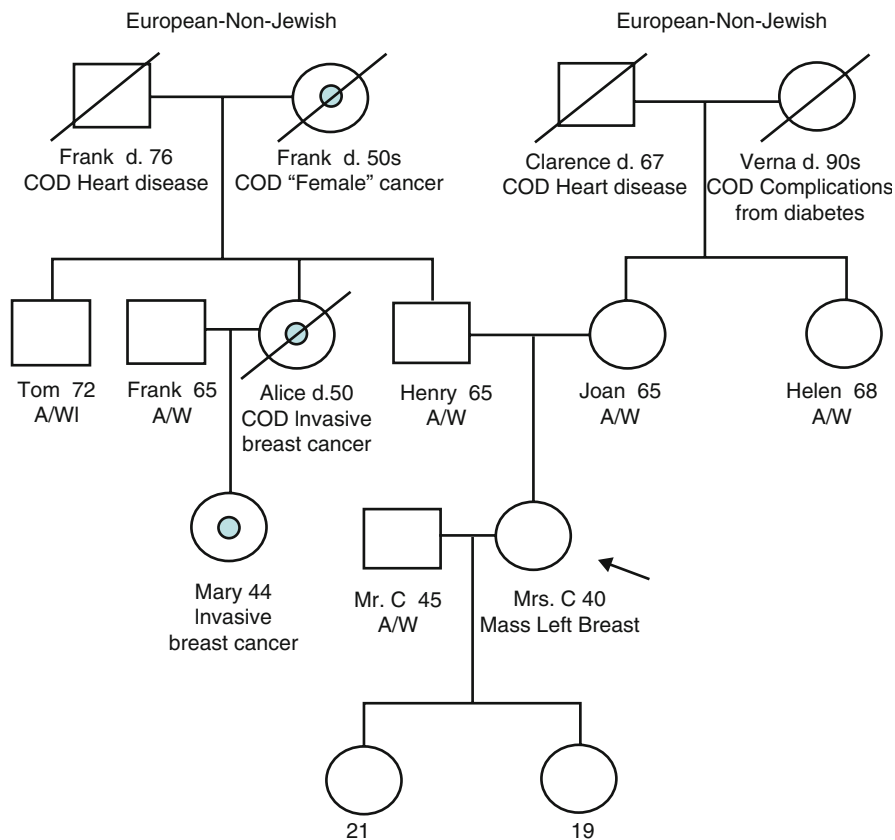 European-Non-Jewish
European-Non-Jewish
Frank d. 76
COD Heart disease
Frank d. 50s
COD “Female” cancer
Clarence d. 67
COD Heart disease
Verna d. 90s
COD Complications
from diabetes
Tom 72
A/WI
Frank 65
A/W
Alice d.50
COD Invasive
breast cancer
Henry 65
A/W
Joan 65
A/W
Helen 68
A/W
Mary 44
Invasive
breast cancer
Mr. C 45
A/W
Mrs. C 40
Mass Left Breast
21
19